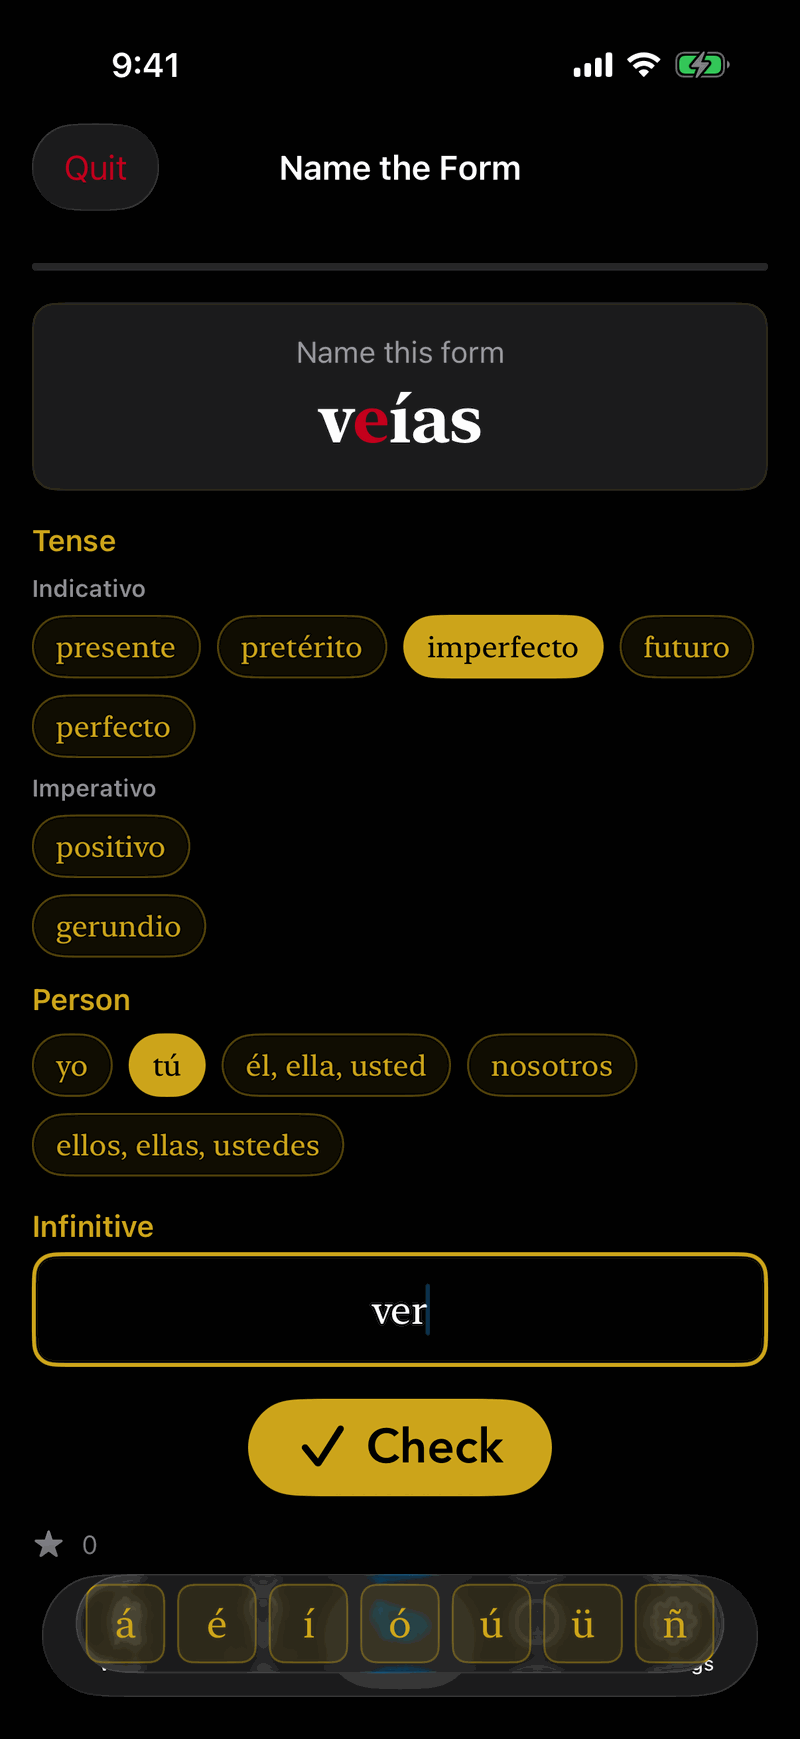 9:41
Quit
Name the Form
Name this form
veías
Tense
Indicativo
presente pretérito imperfecto futuro
perfecto
Imperativo
positivo
gerundio
Person
yo tú él, ella, usted nosotros
ellos, ellas, ustedes
Infinitive
ver
Check
0
á é í ó ú ü ñ